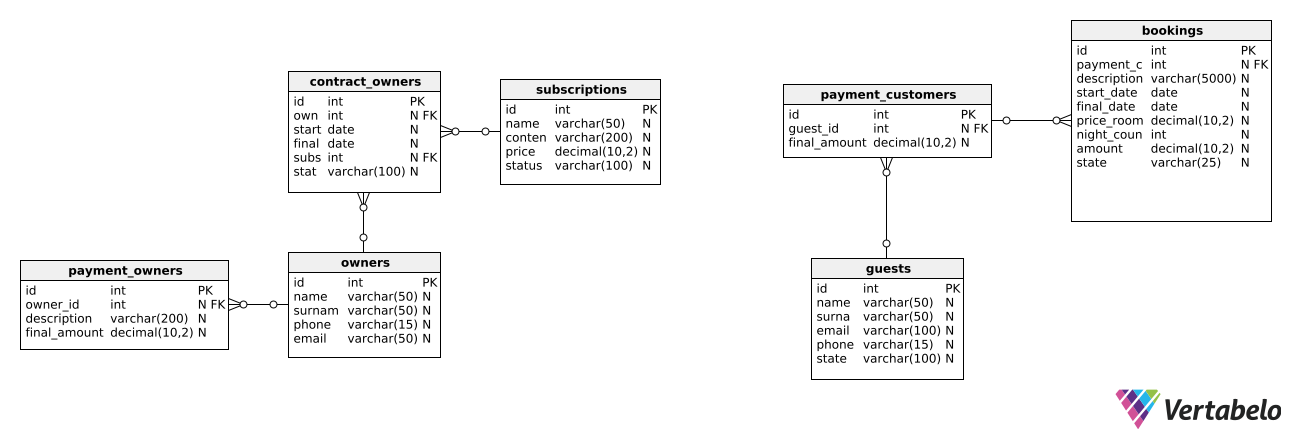 bookings
id int PK
payment_c int N FK
description varchar(5000) N
start_date date N
final_date date N
price_room decimal(10,2) N
night_coun int N
amount decimal(10,2) N
state varchar(25) N
contract_owners
id int PK
own int N FK
start date N
final date N
subs int N FK
stat varchar(100) N
subscriptions
id int PK
name varchar(50) N
conten varchar(200) N
price decimal(10,2) N
status varchar(100) N
payment_customers
id int PK
guest_id int N FK
final_amount decimal(10,2) N
payment_owners
id int PK
owner_id int N FK
description varchar(200) N
final_amount decimal(10,2) N
owners
id int PK
name varchar(50) N
surnam varchar(50) N
phone varchar(15) N
email varchar(50) N
guests
id int PK
name varchar(50) N
surna varchar(50) N
email varchar(100) N
phone varchar(15) N
state varchar(100) N
Vertabelo